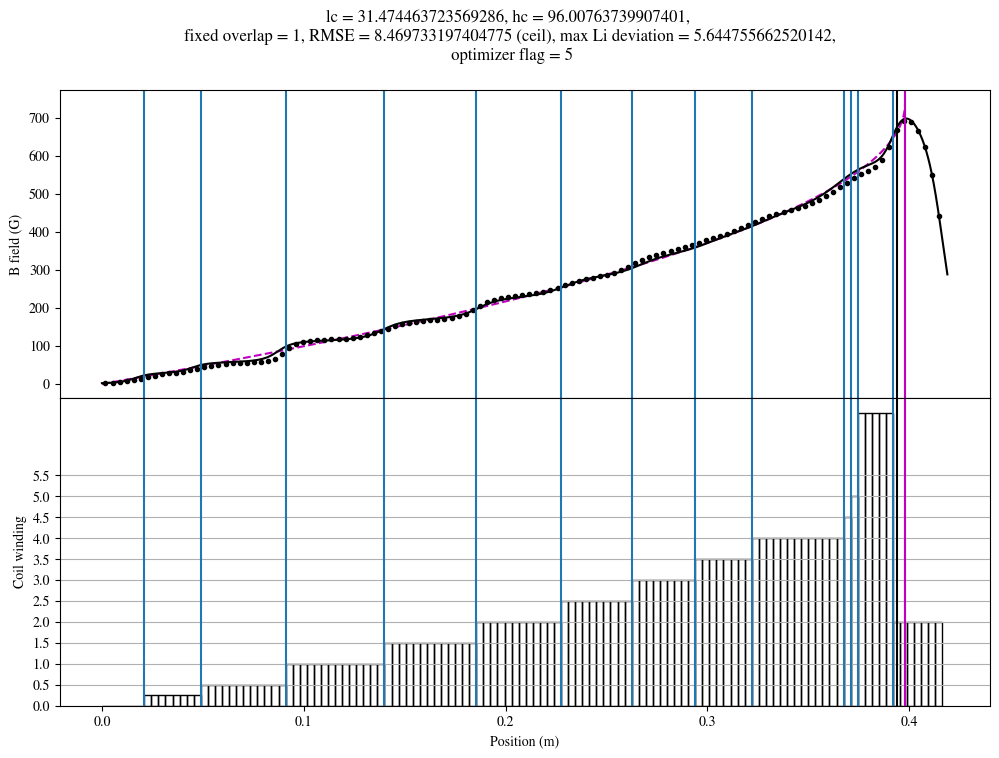 lc = 31.474463723569286, hc = 96.00763739907401,
fixed overlap = 1, RMSE = 8.469733197404775 (ceil), max Li deviation = 5.644755662520142,
optimizer flag = 5
B field (G)
700
600
500
400
300
200
100
0
Coil winding
5.5
5.0
4.5
4.0
3.5
3.0
2.5
2.0
1.5
1.0
0.5
0.0
0.0 0.1 0.2 0.3 0.4
Position (m)